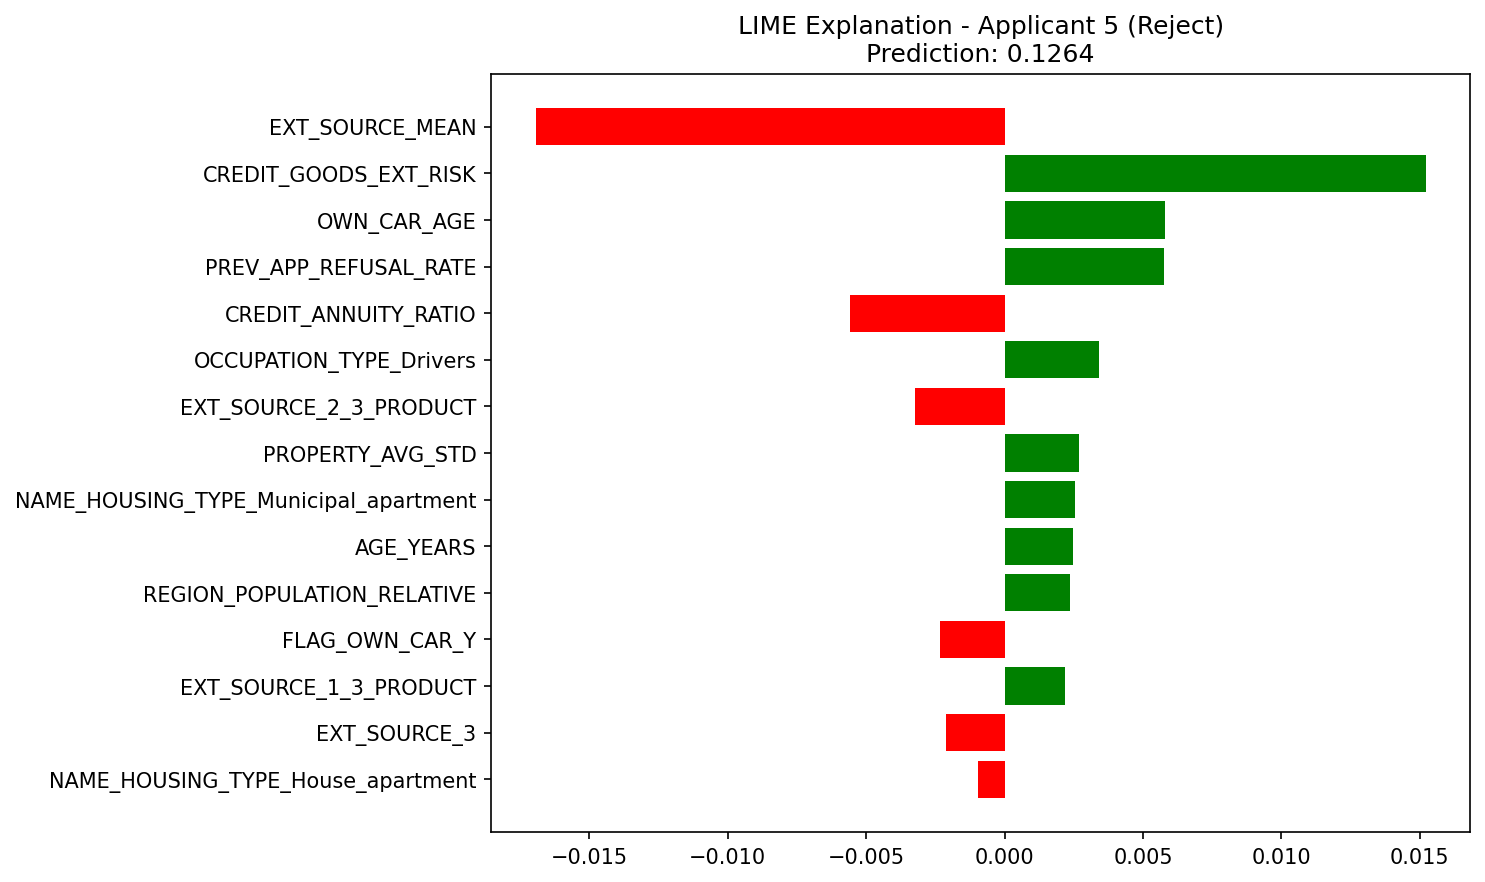 LIME Explanation - Applicant 5 (Reject)
Prediction: 0.1264
EXT_SOURCE_MEAN
CREDIT_GOODS_EXT_RISK
OWN_CAR_AGE
PREV_APP_REFUSAL_RATE
CREDIT_ANNUITY_RATIO
OCCUPATION_TYPE_Drivers
EXT_SOURCE_2_3_PRODUCT
PROPERTY_AVG_STD
NAME_HOUSING_TYPE_Municipal_apartment
AGE_YEARS
REGION_POPULATION_RELATIVE
FLAG_OWN_CAR_Y
EXT_SOURCE_1_3_PRODUCT
EXT_SOURCE_3
NAME_HOUSING_TYPE_House_apartment
−0.015 −0.010 −0.005 0.000 0.005 0.010 0.015